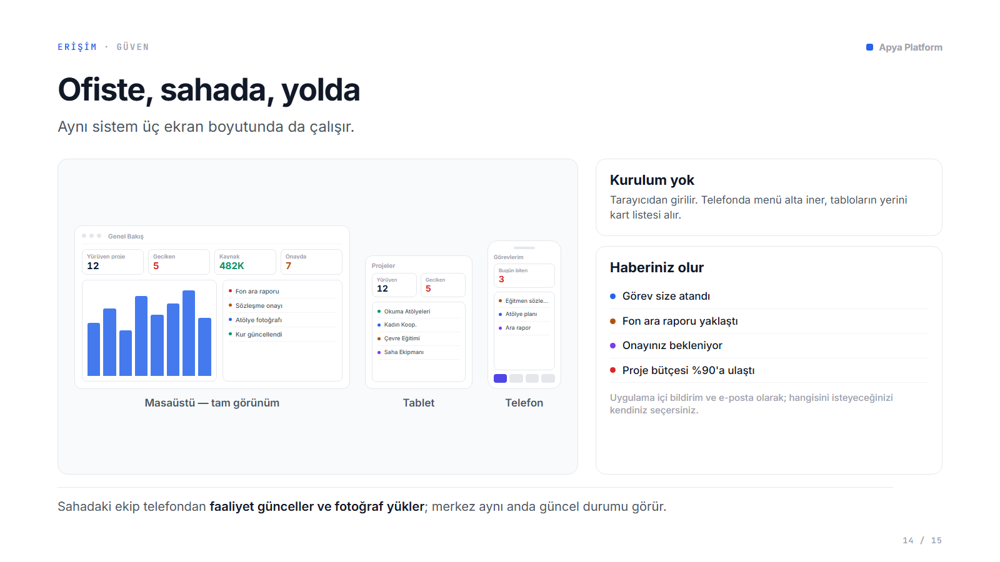 ERİŞİM · GÜVEN
Apya Platform
Ofiste, sahada, yolda
Aynı sistem üç ekran boyutunda da çalışır.
Genel Bakış
Yürüyen proje
12
Geciken
5
Kaynak
482K
Onayda
7
Fon ara raporu
Sözleşme onayı
Atölye fotoğrafı
Kur güncellendi
Masaüstü — tam görünüm
Projeler
Yürüyen
12
Geciken
5
Okuma Atölyeleri
Kadın Koop.
Çevre Eğitimi
Saha Ekipmanı
Tablet
Görevlerim
Bugün biten
3
Eğitmen sözle...
Atölye planı
Ara rapor
Telefon
Kurulum yok
Tarayıcıdan girilir. Telefonda menü alta iner, tabloların yerini
kart listesi alır.
Haberiniz olur
Görev size atandı
Fon ara raporu yaklaştı
Onayınız bekleniyor
Proje bütçesi %90'a ulaştı
Uygulama içi bildirim ve e-posta olarak; hangisini isteyeceğinizi
kendiniz seçersiniz.
Sahadaki ekip telefondan faaliyet günceller ve fotoğraf yükler; merkez aynı anda güncel durumu görür.
14 / 15